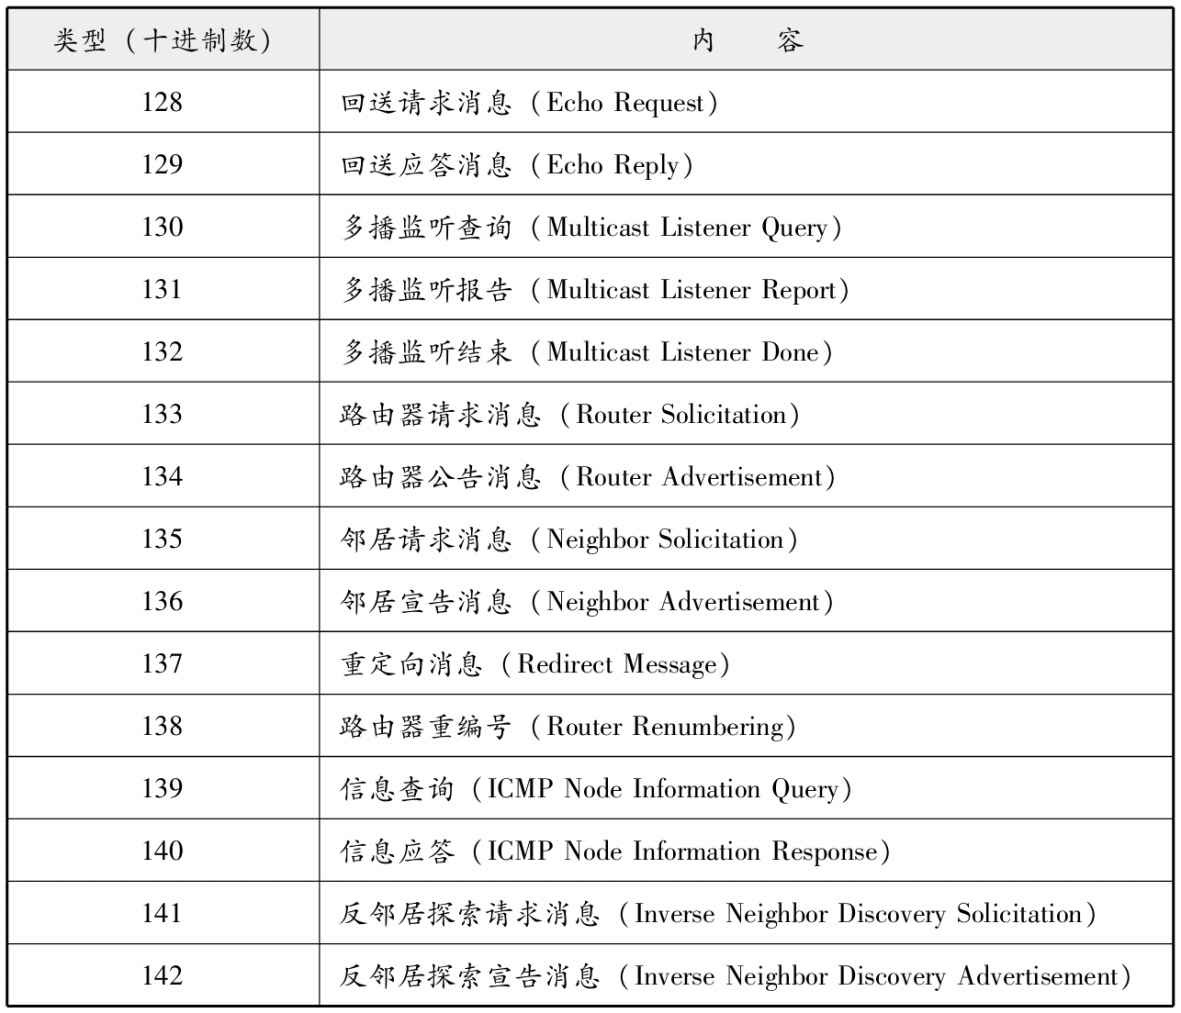 类型（十进制数） 内 容
128 回送请求消息（Echo Request）
129 回送应答消息（Echo Reply）
130 多播监听查询（Multicast Listener Query）
131 多播监听报告（Multicast Listener Report）
132 多播监听结束（Multicast Listener Done）
133 路由器请求消息（Router Solicitation）
134 路由器公告消息（Router Advertisement）
135 邻居请求消息（Neighbor Solicitation）
136 邻居宣告消息（Neighbor Advertisement）
137 重定向消息（Redirect Message）
138 路由器重编号（Router Renumbering）
139 信息查询（ICMP Node Information Query）
140 信息应答（ICMP Node Information Response）
141 反邻居探索请求消息（Inverse Neighbor Discovery Solicitation）
142 反邻居探索宣告消息（Inverse Neighbor Discovery Advertisement）